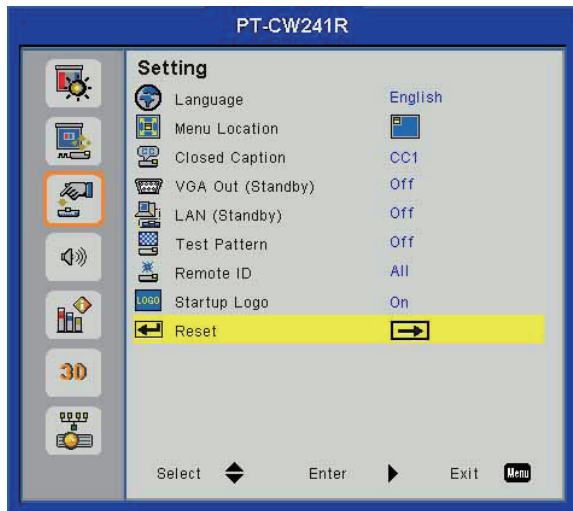 PT-CW241R
Setting
Language English
Menu Location
Closed Caption CC1
VGA Out (Standby) Off
LAN (Standby) Off
Test Pattern Off
Remote ID All
LOGO Startup Logo On
Reset
3D
Select Enter Exit Menu